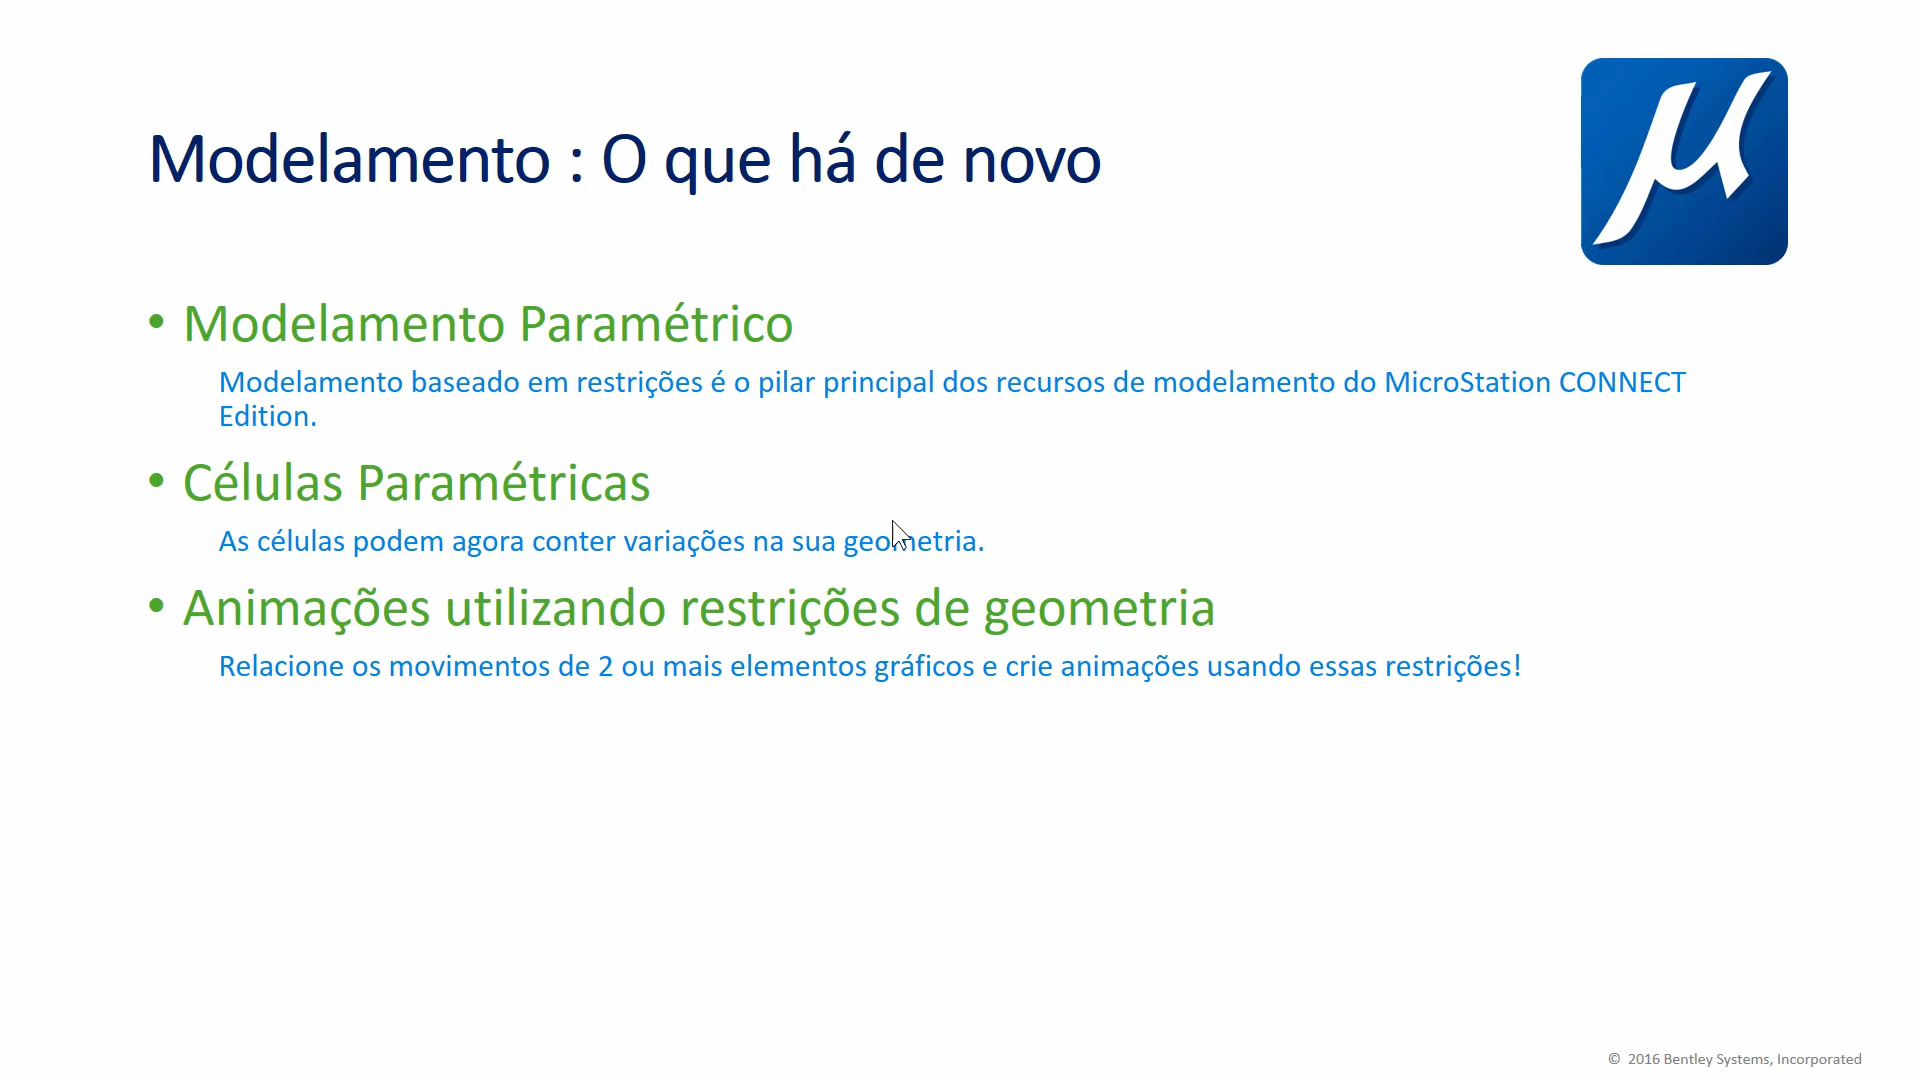 Modelamento : O que há de novo
µ
• Modelamento Paramétrico
Modelamento baseado em restrições é o pilar principal dos recursos de modelamento do MicroStation CONNECT
Edition.
• Células Paramétricas
As células podem agora conter variações na sua geometria.
• Animações utilizando restrições de geometria
Relacione os movimentos de 2 ou mais elementos gráficos e crie animações usando essas restrições!
© 2016 Bentley Systems, Incorporated